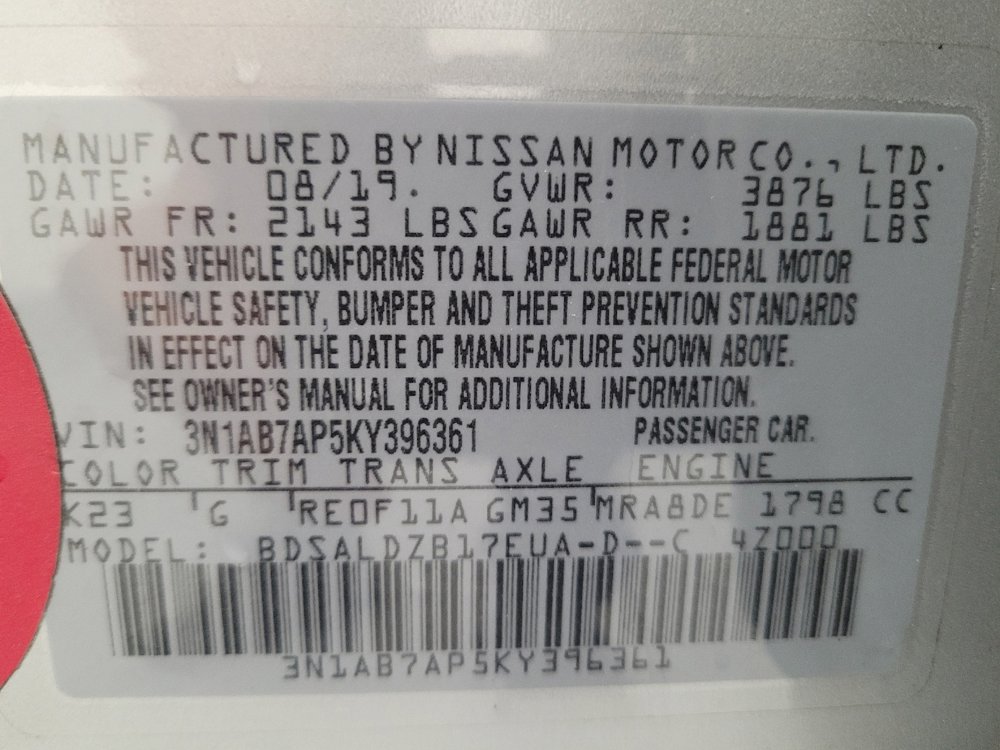 MANUFACTURED BY NISSAN MOTOR CO., LTD.
DATE: 08/19. GVWR: 3876 LBS
GAWR FR: 2143 LBS GAWR RR: 1881 LBS
THIS VEHICLE CONFORMS TO ALL APPLICABLE FEDERAL MOTOR
VEHICLE SAFETY, BUMPER AND THEFT PREVENTION STANDARDS
IN EFFECT ON THE DATE OF MANUFACTURE SHOWN ABOVE.
SEE OWNER'S MANUAL FOR ADDITIONAL INFORMATION.
VIN: 3N1AB7AP5KY396361 PASSENGER CAR.
COLOR TRIM TRANS AXLE ENGINE
K23 G RE0F11A GM35 MRA8DE 1798 CC
MODEL: BDSALDZB17EUA-D--C 4Z000
3N1AB7AP5KY396361